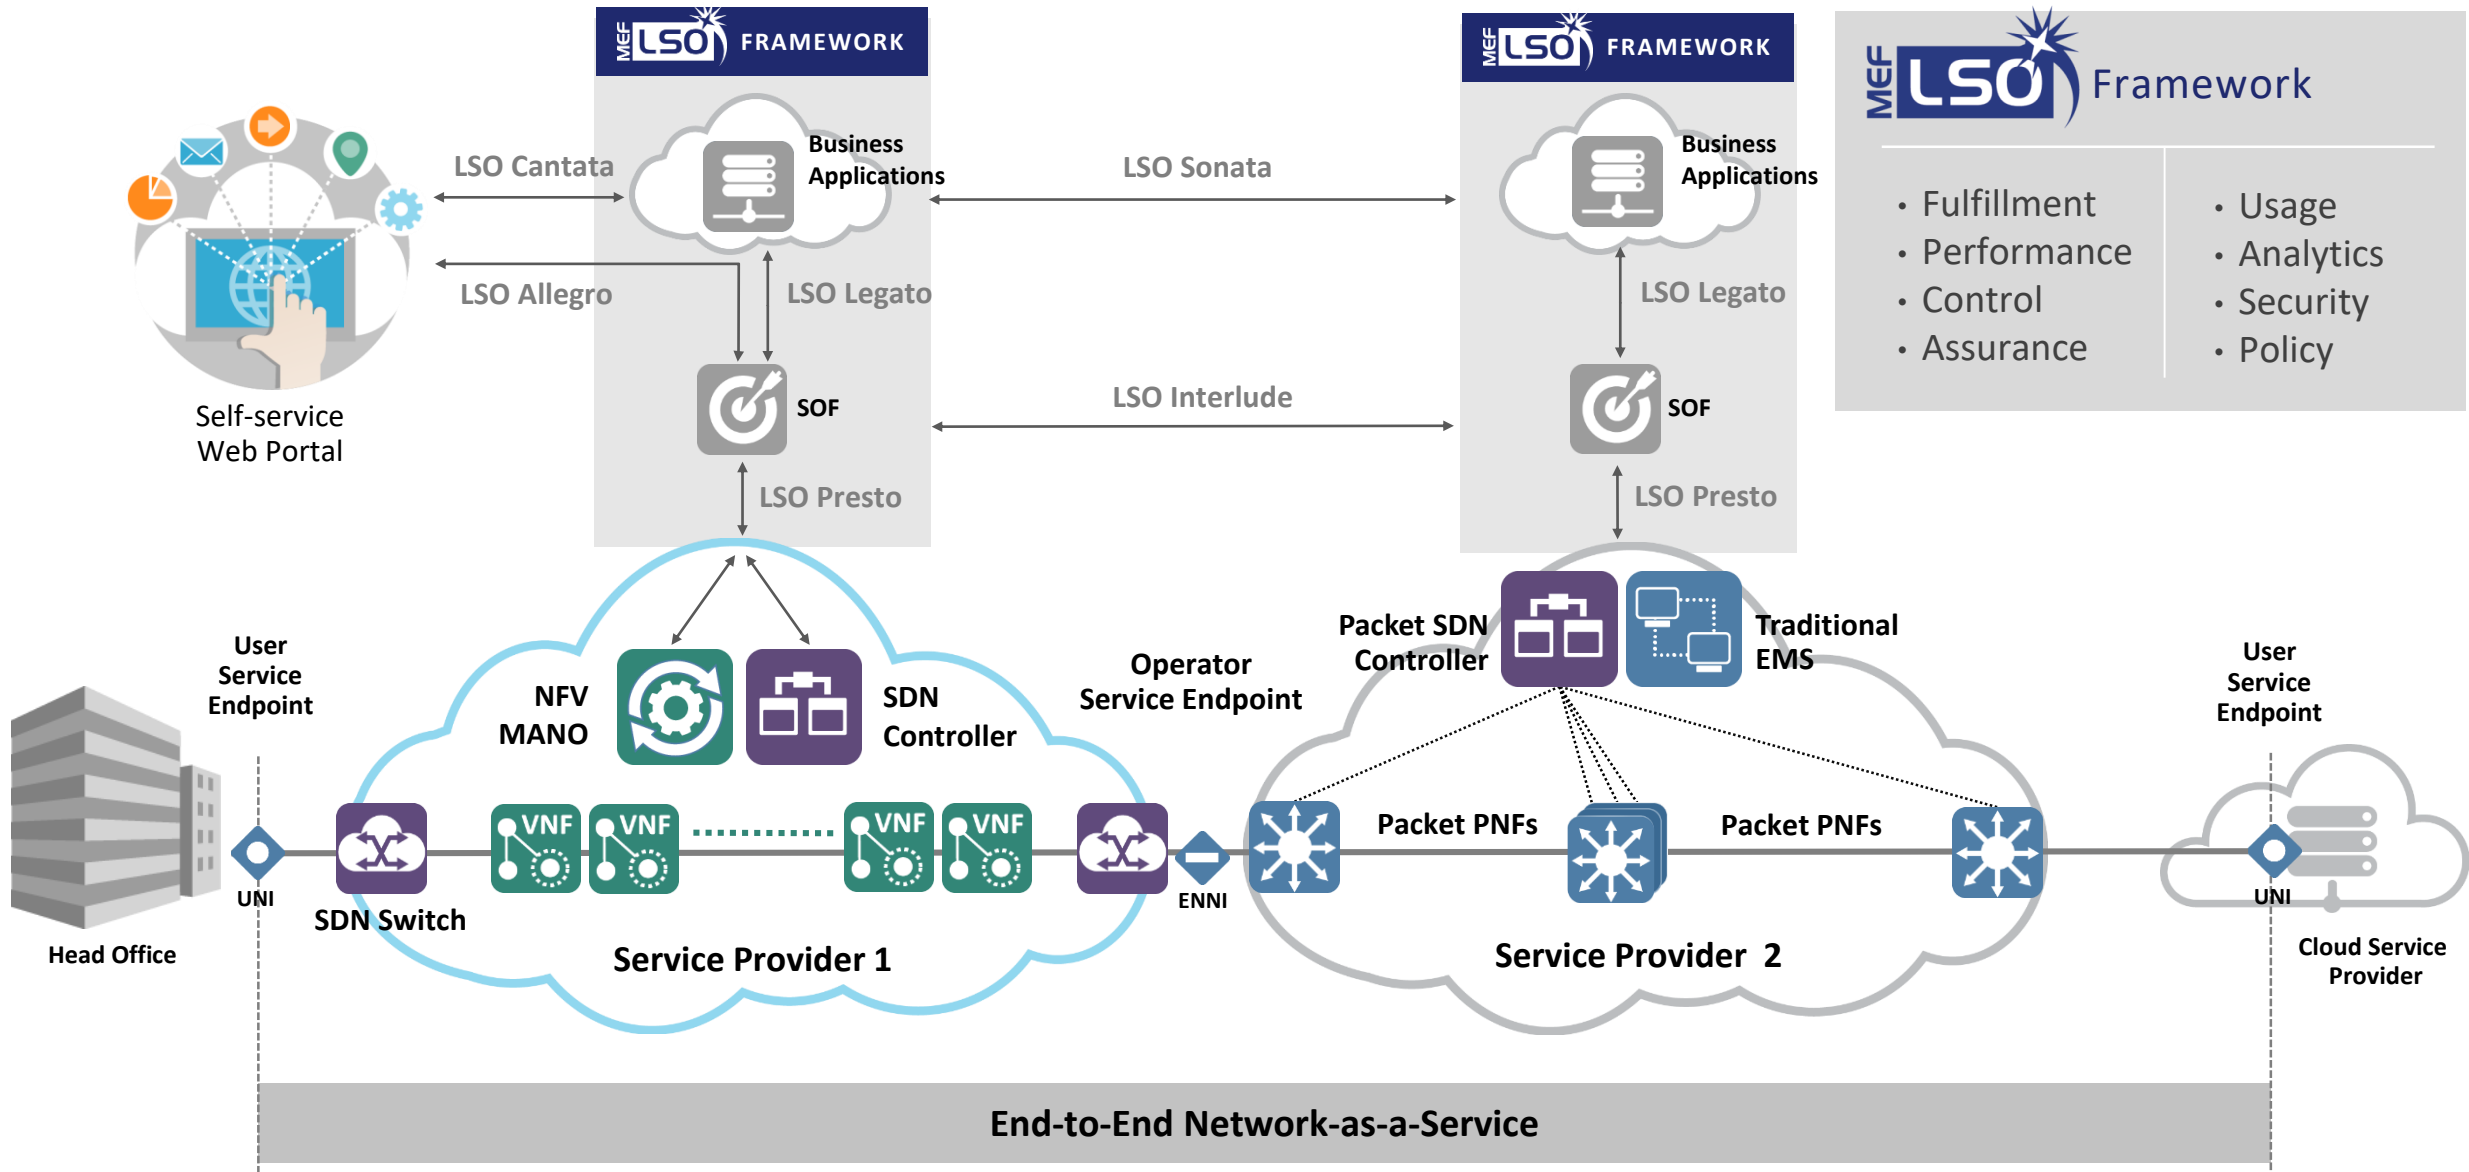 MEF LSO FRAMEWORK
MEF LSO FRAMEWORK
MEF LSO Framework
Fulfillment
Performance
Control
Assurance
Usage
Analytics
Security
Policy
Business
Applications
Business
Applications
LSO Cantata
LSO Sonata
LSO Allegro
LSO Legato
LSO Legato
SOF
LSO Interlude
SOF
Self-service
Web Portal
LSO Presto
LSO Presto
User
Service
Endpoint
NFV
MANO
SDN
Controller
Operator
Service Endpoint
Packet SDN
Controller
Traditional
EMS
User
Service
Endpoint
VNF
VNF
VNF
VNF
Packet PNFs
Packet PNFs
UNI
SDN Switch
ENNI
UNI
Head Office
Service Provider 1
Service Provider  2
Cloud Service
Provider
End-to-End Network-as-a-Service